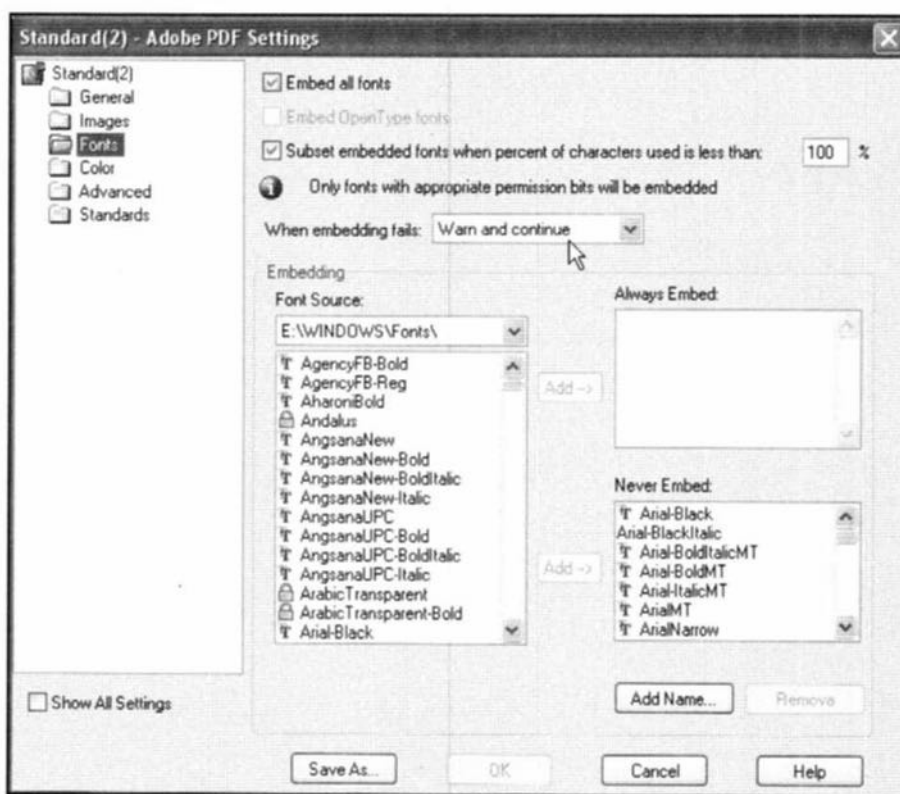 Standard(2) - Adobe PDF Settings
Standard(2)
General
Images
Fonts
Color
Advanced
Standards
Show All Settings
Embed all fonts
Embed OpenType fonts
Subset embedded fonts when percent of characters used is less than: 100 %
Only fonts with appropriate permission bits will be embedded
When embedding fails: Warn and continue
Embedding
Font Source:
E:\WINDOWS\Fonts\
AgencyFB-Bold
AgencyFB-Reg
AharoniBold
Andalus
AngsanaNew
AngsanaNew-Bold
AngsanaNew-BoldItalic
AngsanaNew-Italic
AngsanaUPC
AngsanaUPC-Bold
AngsanaUPC-BoldItalic
AngsanaUPC-Italic
ArabicTransparent
ArabicTransparent-Bold
Arial-Black
Add ->
Add ->
Always Embed:
Never Embed:
Arial-Black
Arial-BlackItalic
Arial-BoldItalicMT
Arial-BoldMT
Arial-ItalicMT
ArialMT
ArialNarrow
Add Name...
Remove
Save As...
OK
Cancel
Help